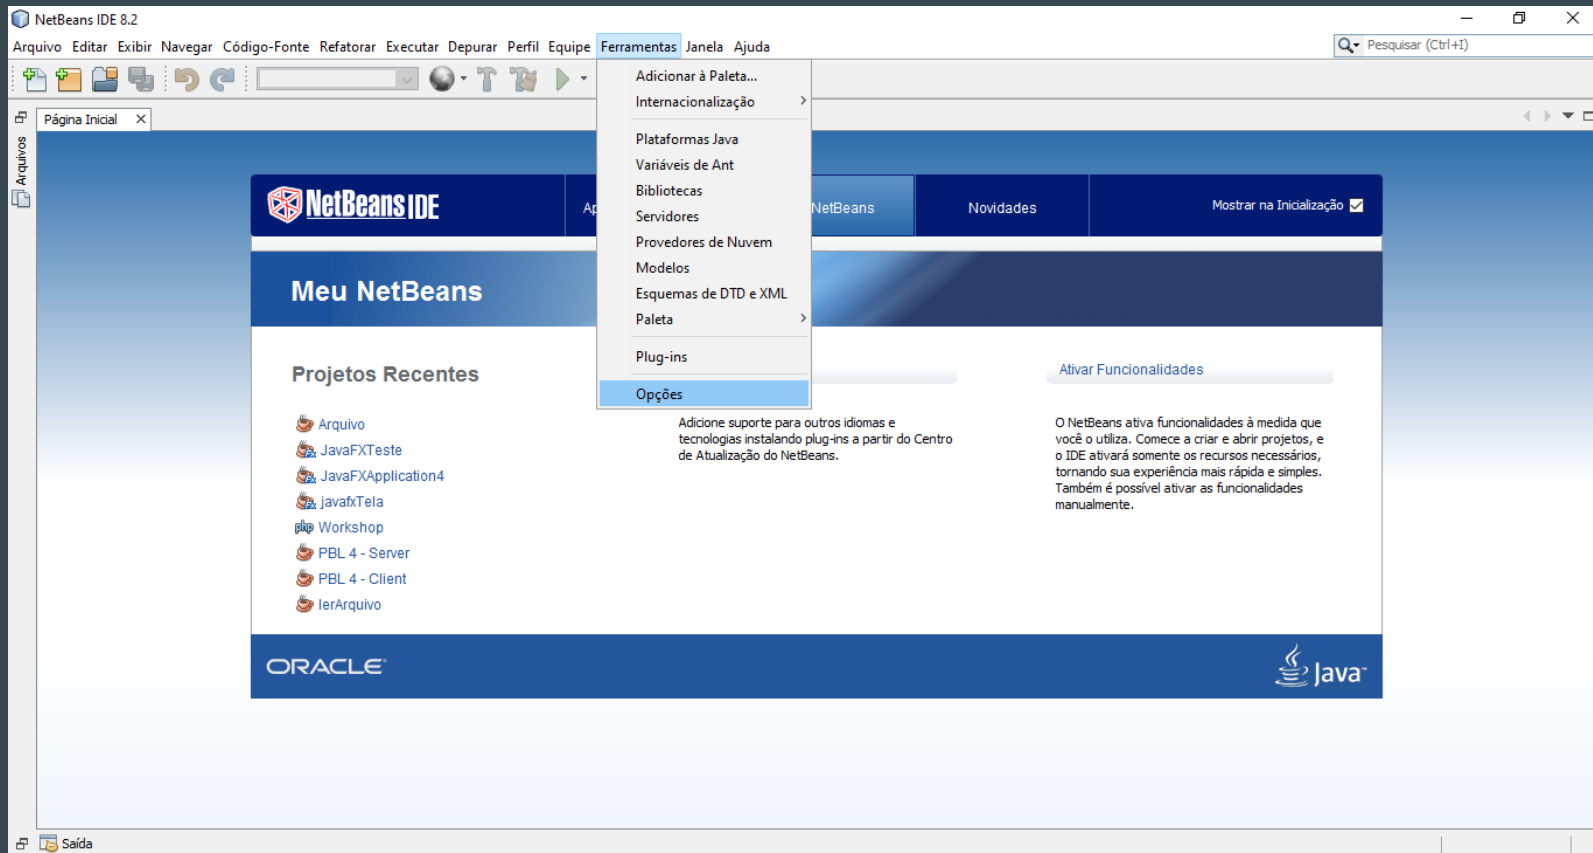 NetBeans IDE 8.2
Arquivo Editar Exibir Navegar Código-Fonte Refatorar Executar Depurar Perfil Equipe Ferramentas Janela Ajuda
Pesquisar (Ctrl+I)
Adicionar à Paleta...
Internacionalização
Plataformas Java
Variáveis de Ant
Bibliotecas
Servidores
Provedores de Nuvem
Modelos
Esquemas de DTD e XML
Paleta
Plug-ins
Opções
Página Inicial
Arquivos
NetBeans IDE
NetBeans
Novidades
Mostrar na Inicialização
Meu NetBeans
Projetos Recentes
Arquivo
JavaFXTeste
JavaFXApplication4
javafxTela
php Workshop
PBL 4 - Server
PBL 4 - Client
lerArquivo
Adicione suporte para outros idiomas e
tecnologias instalando plug-ins a partir do Centro
de Atualização do NetBeans.
Ativar Funcionalidades
O NetBeans ativa funcionalidades à medida que
você o utiliza. Comece a criar e abrir projetos, e
o IDE ativará somente os recursos necessários,
tornando sua experiência mais rápida e simples.
Também é possível ativar as funcionalidades
manualmente.
ORACLE
Java
Saída